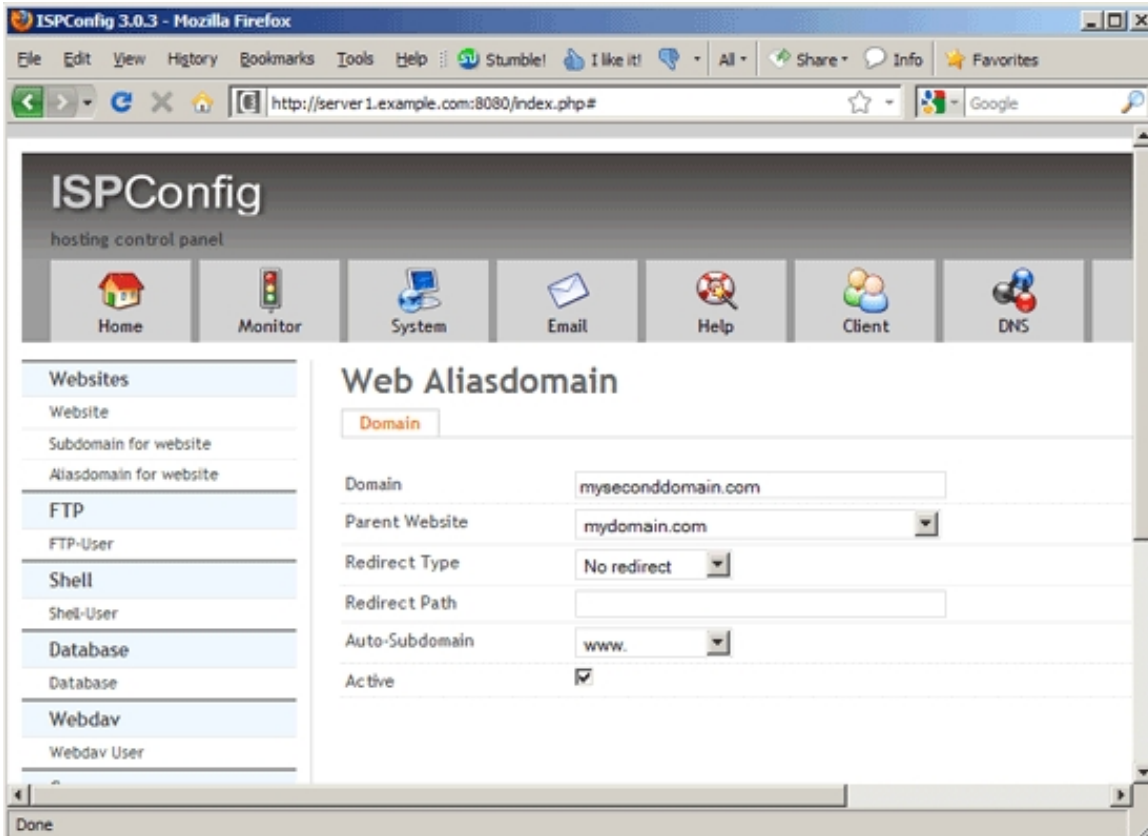 ISPConfig 3.0.3 - Mozilla Firefox
File Edit View History Bookmarks Tools Help Stumble! I like it! All Share Info Favorites
http://server1.example.com:8080/index.php# Google
ISPConfig
hosting control panel
Home Monitor System Email Help Client DNS
Websites
Website
Subdomain for website
Aliasdomain for website
FTP
FTP-User
Shell
Shell-User
Database
Database
Webdav
Webdav User
Web Aliasdomain
Domain
Domain myseconddomain.com
Parent Website mydomain.com
Redirect Type No redirect
Redirect Path
Auto-Subdomain www.
Active
Done